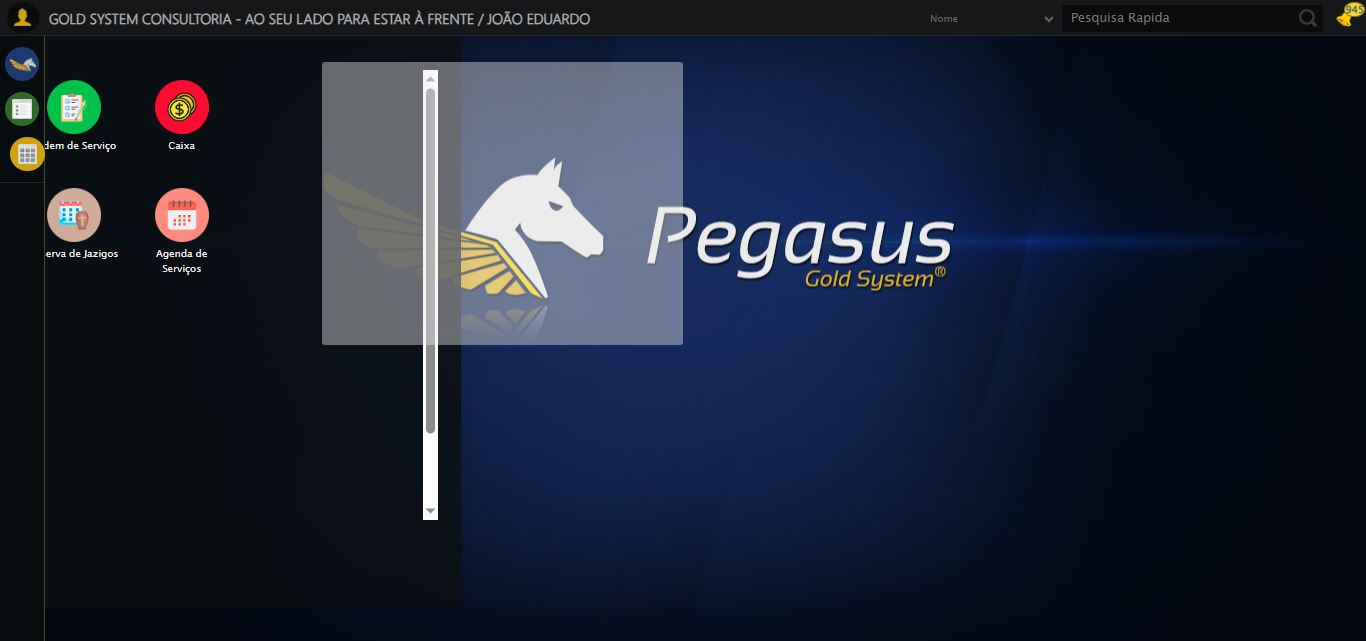 GOLD SYSTEM CONSULTORIA - AO SEU LADO PARA ESTAR À FRENTE / JOÃO EDUARDO
Nome
Pesquisa Rapida
945
dem de Serviço
Caixa
erva de Jazigos
Agenda de
Serviços
Pegasus
Gold System®